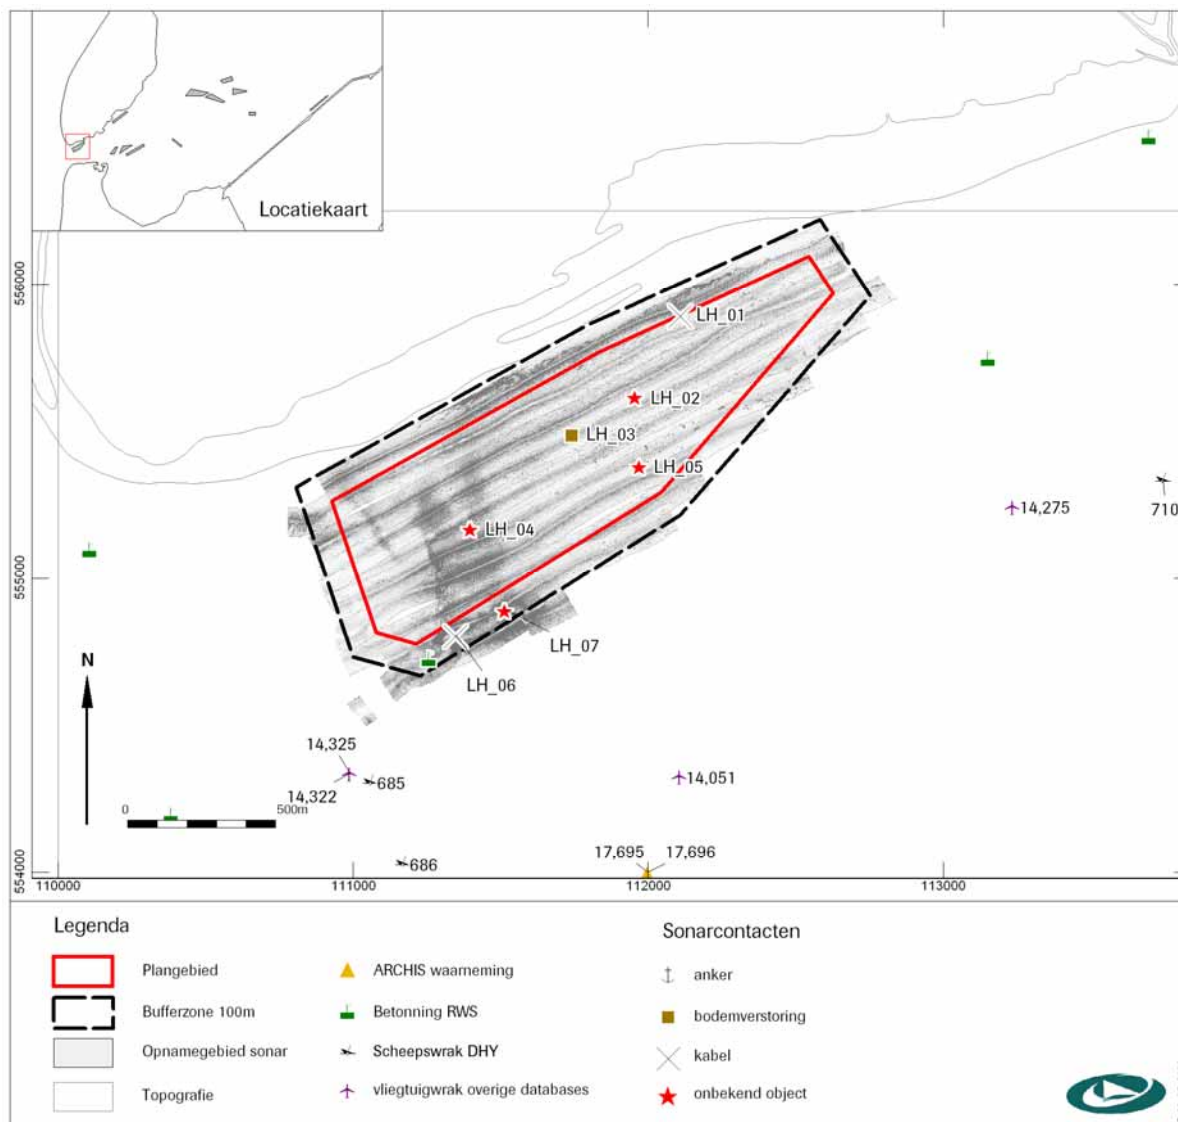 Locatiekaart
556000
LH_01
LH_02
LH_03
LH_05
14,275
710
LH_04
555000
LH_07
N
LH_06
14,325
685
14,051
14,322
0
500m
17,695
17,696
686
554000
110000
111000
112000
113000
Legenda
Plangebied
Bufferzone 100m
Opnamegebied sonar
Topografie
ARCHIS waarneming
Betonning RWS
Scheepswrak DHY
vliegtuigwrak overige databases
Sonarcontacten
anker
bodemverstoring
kabel
onbekend object